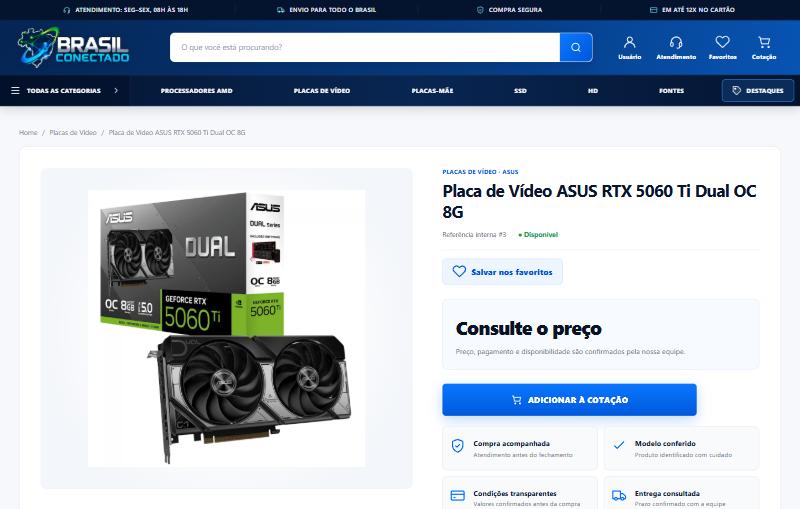 ATENDIMENTO: SEG–SEX, 08H ÀS 18H
ENVIO PARA TODO O BRASIL
COMPRA SEGURA
EM ATÉ 12X NO CARTÃO
BRASIL
CONECTADO
O que você está procurando?
Usuário
Atendimento
Favoritos
Cotação
TODAS AS CATEGORIAS
PROCESSADORES AMD
PLACAS DE VÍDEO
PLACAS-MÃE
SSD
HD
FONTES
DESTAQUES
Home / Placas de Vídeo / Placa de Vídeo ASUS RTX 5060 Ti Dual OC 8G
ASUS
DUAL
OC 8GB 5.0
GEFORCE RTX
5060 Ti
ASUS
DUAL Series
OC 8GB
GEFORCE RTX
5060Ti
PLACAS DE VÍDEO · ASUS
Placa de Vídeo ASUS RTX 5060 Ti Dual OC
8G
Referência interna #3
Disponível
Salvar nos favoritos
Consulte o preço
Preço, pagamento e disponibilidade são confirmados pela nossa equipe.
ADICIONAR À COTAÇÃO
Compra acompanhada
Atendimento antes do fechamento
Modelo conferido
Produto identificado com cuidado
Condições transparentes
Valores confirmados antes da compra
Entrega consultada
Prazo confirmado com a equipe